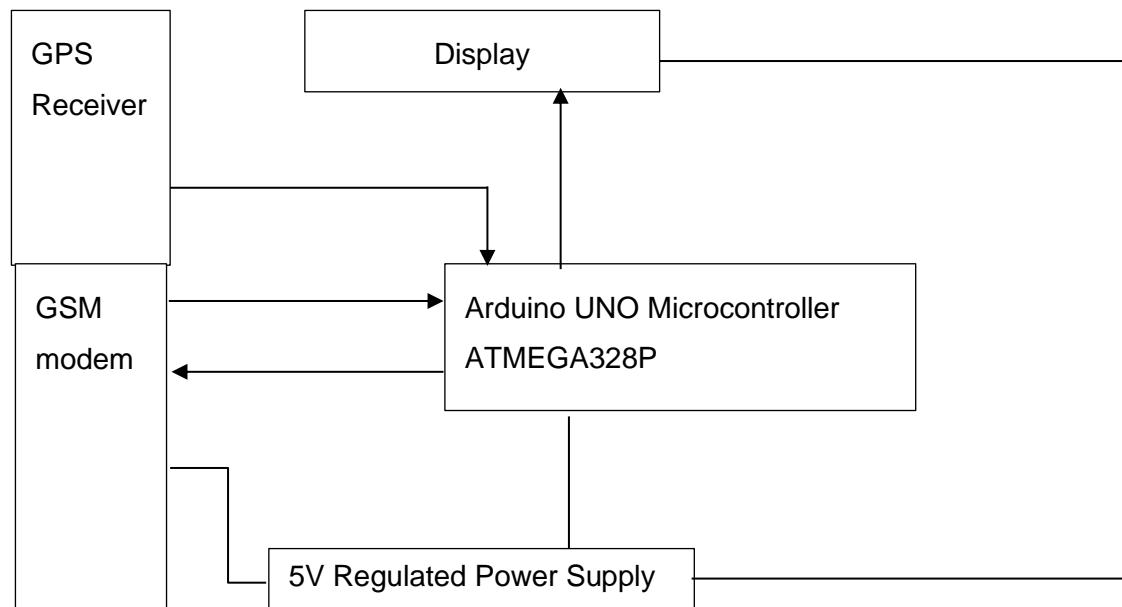 GPS
Receiver
Display
GSM
modem
Arduino UNO Microcontroller
ATMEGA328P
5V Regulated Power Supply